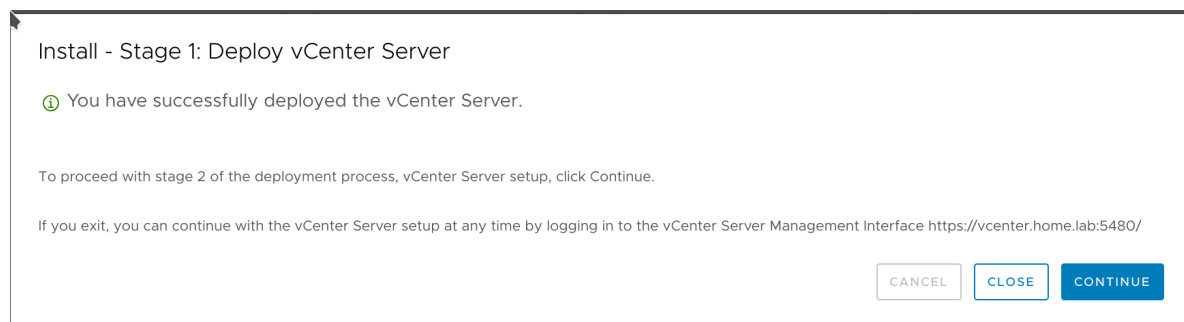 Install - Stage 1: Deploy vCenter Server
You have successfully deployed the vCenter Server.
To proceed with stage 2 of the deployment process, vCenter Server setup, click Continue.
If you exit, you can continue with the vCenter Server setup at any time by logging in to the vCenter Server Management Interface https://vcenter.home.lab:5480/
CANCEL CLOSE CONTINUE